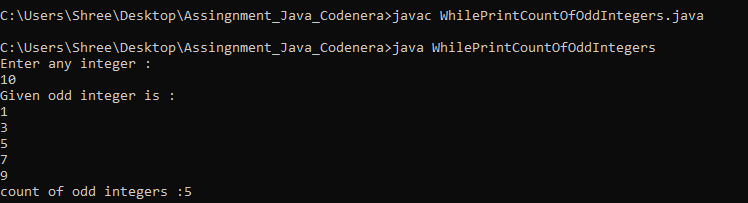 C:\Users\Shree\Desktop\Assingnment_Java_Codenera>javac WhilePrintCountOfOddIntegers.java
C:\Users\Shree\Desktop\Assingnment_Java_Codenera>java WhilePrintCountOfOddIntegers
Enter any integer :
10
Given odd integer is :
1
3
5
7
9
count of odd integers :5